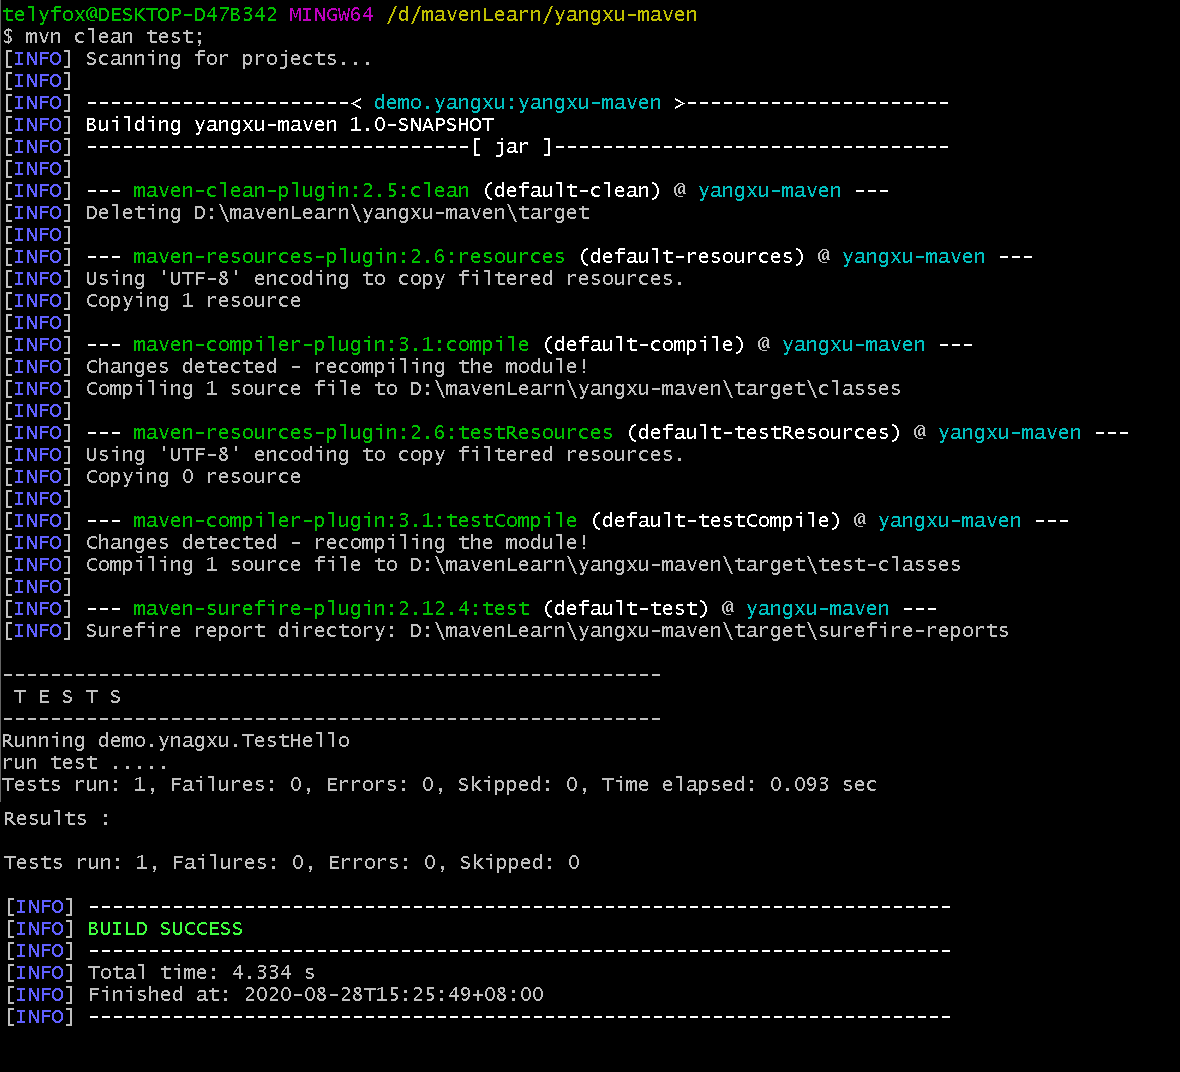 telyfox@DESKTOP-D47B342 MINGW64 /d/mavenLearn/yangxu-maven
$ mvn clean test;
[INFO] Scanning for projects...
[INFO]
[INFO] ----------------------< demo.yangxu:yangxu-maven >----------------------
[INFO] Building yangxu-maven 1.0-SNAPSHOT
[INFO] --------------------------------[ jar ]---------------------------------
[INFO]
[INFO] --- maven-clean-plugin:2.5:clean (default-clean) @ yangxu-maven ---
[INFO] Deleting D:\mavenLearn\yangxu-maven\target
[INFO]
[INFO] --- maven-resources-plugin:2.6:resources (default-resources) @ yangxu-maven ---
[INFO] Using 'UTF-8' encoding to copy filtered resources.
[INFO] Copying 1 resource
[INFO]
[INFO] --- maven-compiler-plugin:3.1:compile (default-compile) @ yangxu-maven ---
[INFO] Changes detected - recompiling the module!
[INFO] Compiling 1 source file to D:\mavenLearn\yangxu-maven\target\classes
[INFO]
[INFO] --- maven-resources-plugin:2.6:testResources (default-testResources) @ yangxu-maven ---
[INFO] Using 'UTF-8' encoding to copy filtered resources.
[INFO] Copying 0 resource
[INFO]
[INFO] --- maven-compiler-plugin:3.1:testCompile (default-testCompile) @ yangxu-maven ---
[INFO] Changes detected - recompiling the module!
[INFO] Compiling 1 source file to D:\mavenLearn\yangxu-maven\target\test-classes
[INFO]
[INFO] --- maven-surefire-plugin:2.12.4:test (default-test) @ yangxu-maven ---
[INFO] Surefire report directory: D:\mavenLearn\yangxu-maven\target\surefire-reports
-------------------------------------------------------
T E S T S
-------------------------------------------------------
Running demo.ynagxu.TestHello
run test .....
Tests run: 1, Failures: 0, Errors: 0, Skipped: 0, Time elapsed: 0.093 sec
Results :
Tests run: 1, Failures: 0, Errors: 0, Skipped: 0
[INFO] ------------------------------------------------------------------------
[INFO] BUILD SUCCESS
[INFO] ------------------------------------------------------------------------
[INFO] Total time: 4.334 s
[INFO] Finished at: 2020-08-28T15:25:49+08:00
[INFO] ------------------------------------------------------------------------